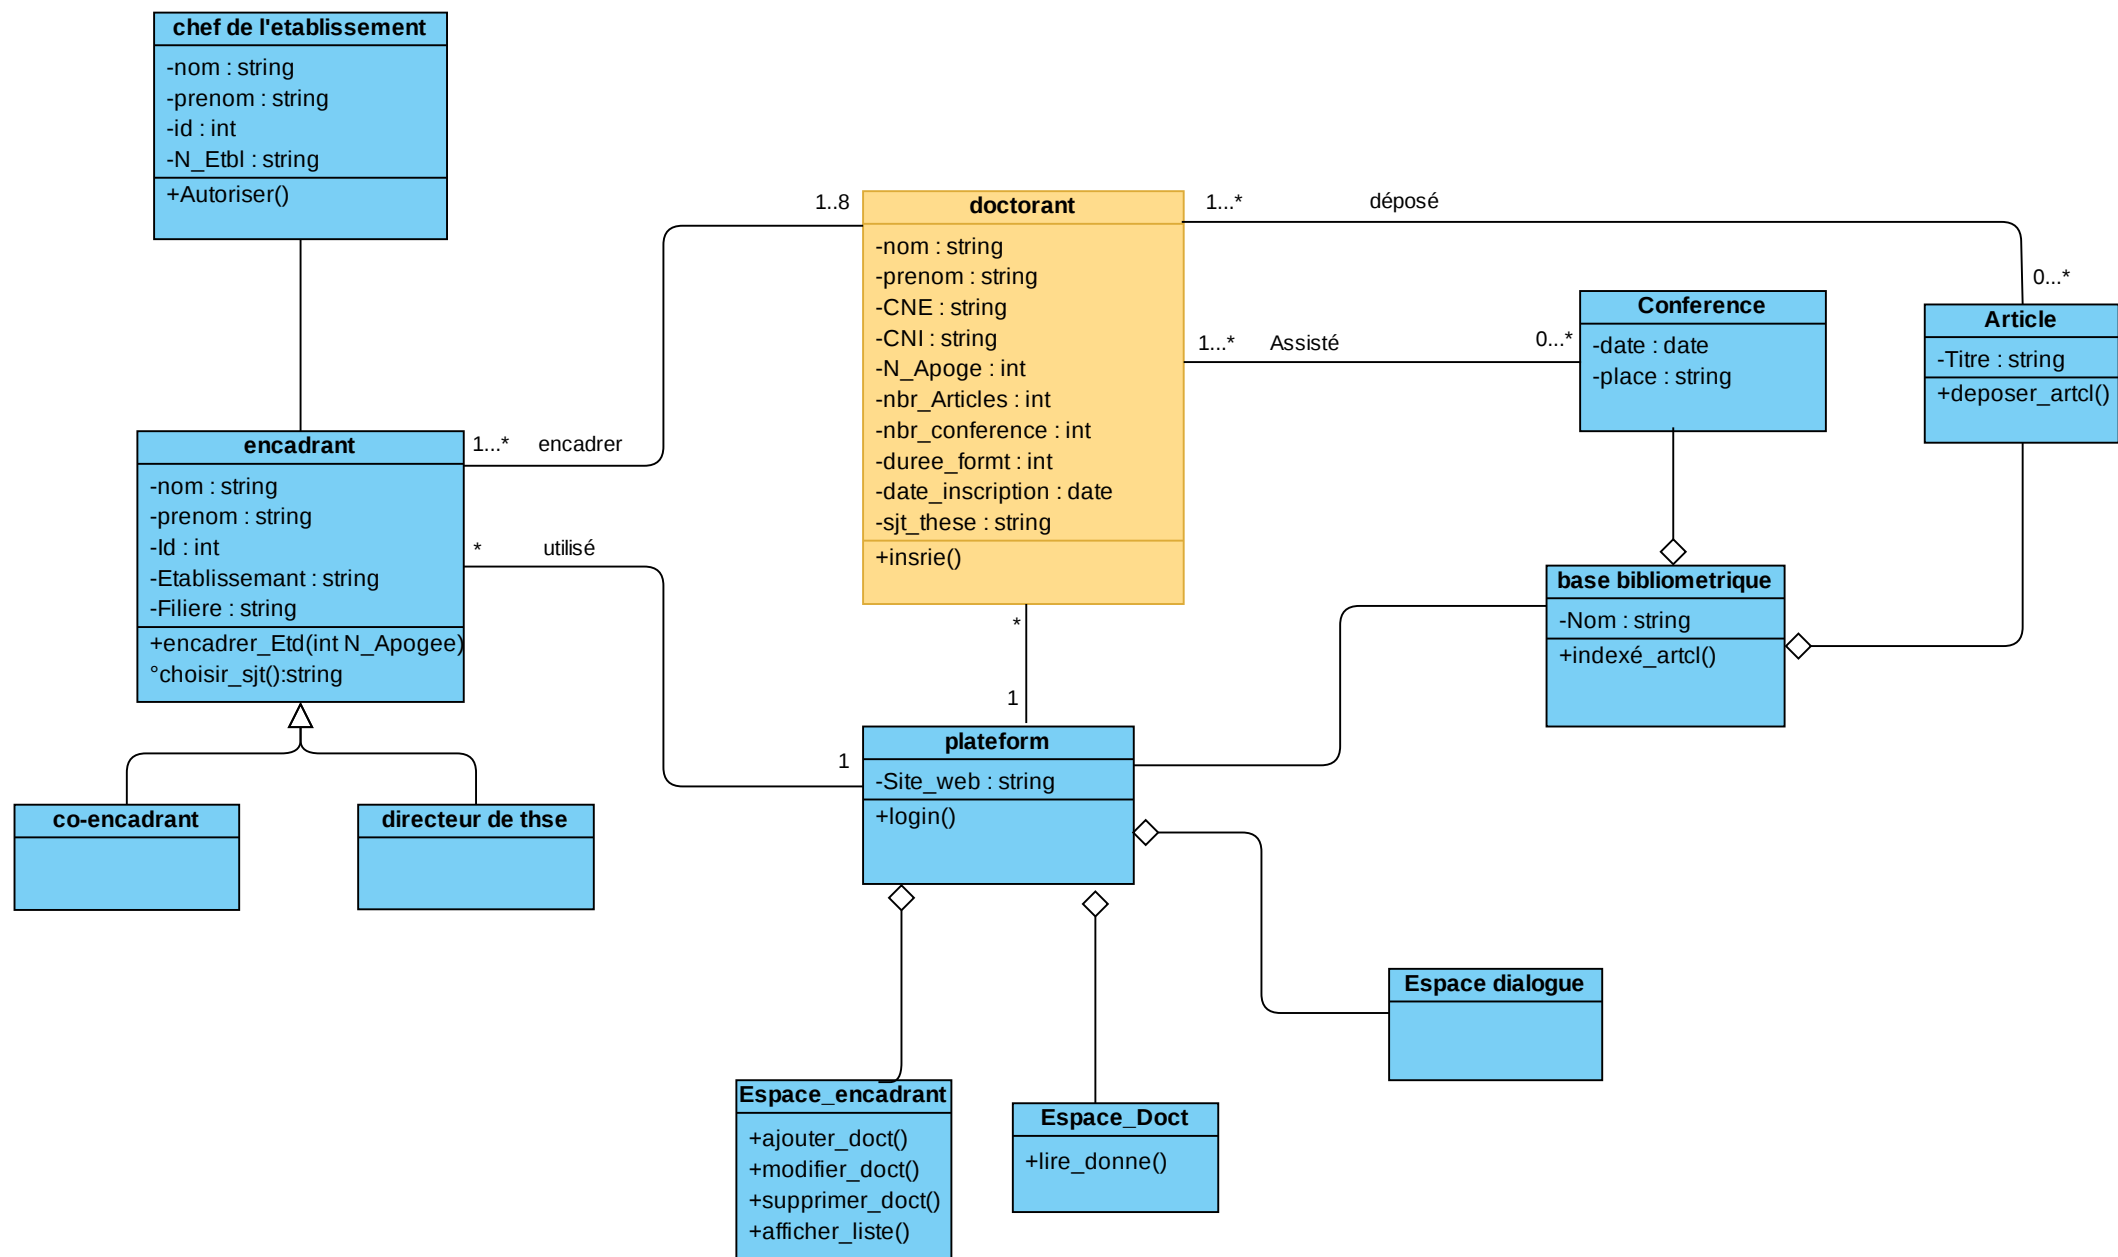 chef de l'etablissement
-nom : string
-prenom : string
-id : int
-N_Etbl : string
+Autoriser()
1..8
doctorant
-nom : string
-prenom : string
-CNE : string
-CNI : string
-N_Apoge : int
-nbr_Articles : int
-nbr_conference : int
-duree_formt : int
-date_inscription : date
-sjt_these : string
+insrie()
1...*
déposé
0...*
Conference
-date : date
-place : string
Article
-Titre : string
+deposer_artcl()
1...*
Assisté
0...*
encadrant
-nom : string
-prenom : string
-Id : int
-Etablissemant : string
-Filiere : string
+encadrer_Etd(int N_Apogee)
°choisir_sjt():string
1...*
encadrer
*
utilisé
*
1
1
base bibliometrique
-Nom : string
+indexé_artcl()
plateform
-Site_web : string
+login()
co-encadrant
directeur de thse
Espace dialogue
Espace_encadrant
+ajouter_doct()
+modifier_doct()
+supprimer_doct()
+afficher_liste()
Espace_Doct
+lire_donne()